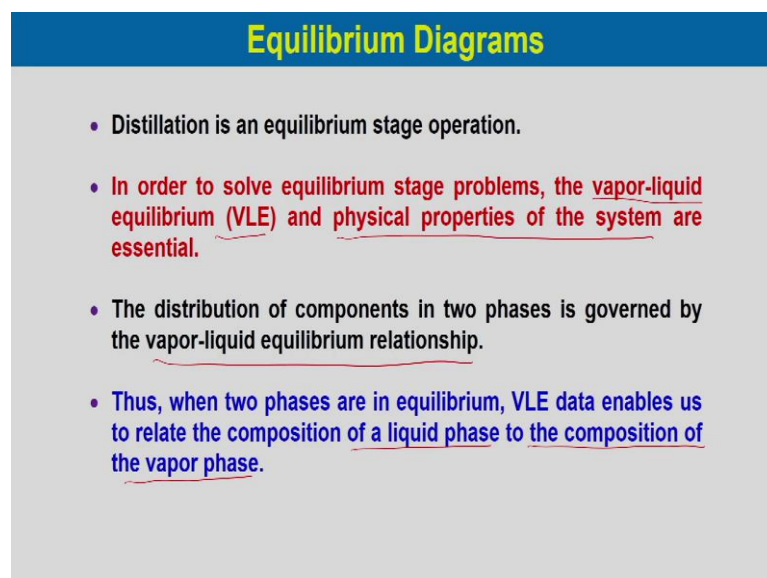 Equilibrium Diagrams
• Distillation is an equilibrium stage operation.
• In order to solve equilibrium stage problems, the vapor-liquid
equilibrium (VLE) and physical properties of the system are
essential.
• The distribution of components in two phases is governed by
the vapor-liquid equilibrium relationship.
• Thus, when two phases are in equilibrium, VLE data enables us
to relate the composition of a liquid phase to the composition of
the vapor phase.